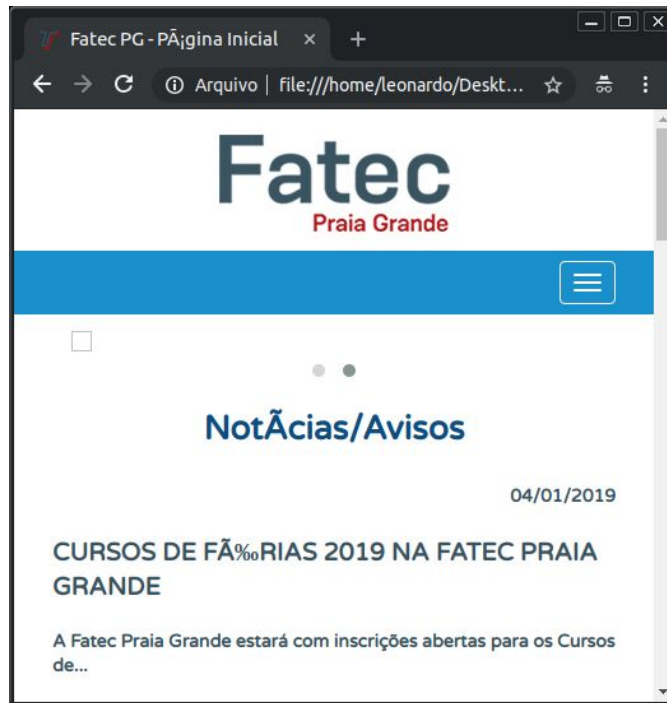 Fatec PG - PÃ¡gina Inicial
Arquivo | file:///home/leonardo/Deskt...
Fatec
Praia Grande
NotÃcias/Avisos
04/01/2019
CURSOS DE FÃ‰RIAS 2019 NA FATEC PRAIA
GRANDE
A Fatec Praia Grande estará com inscrições abertas para os Cursos
de...